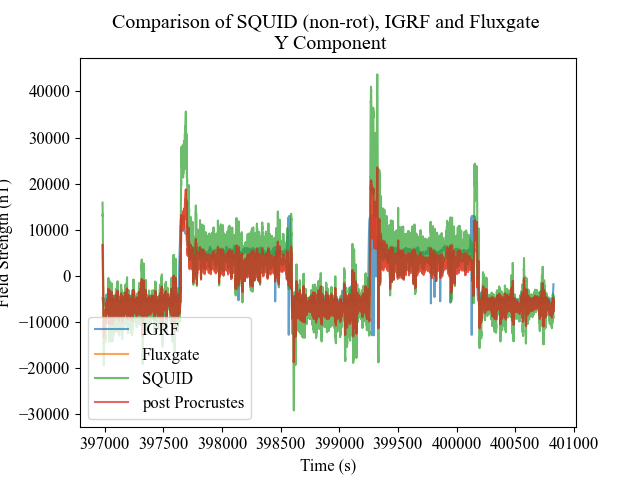 Comparison of SQUID (non-rot), IGRF and Fluxgate
Y Component
Field Strength (nT)
40000
30000
20000
10000
0
−10000
−20000
−30000
IGRF
Fluxgate
SQUID
post Procrustes
397000 397500 398000 398500 399000 399500 400000 400500 401000
Time (s)